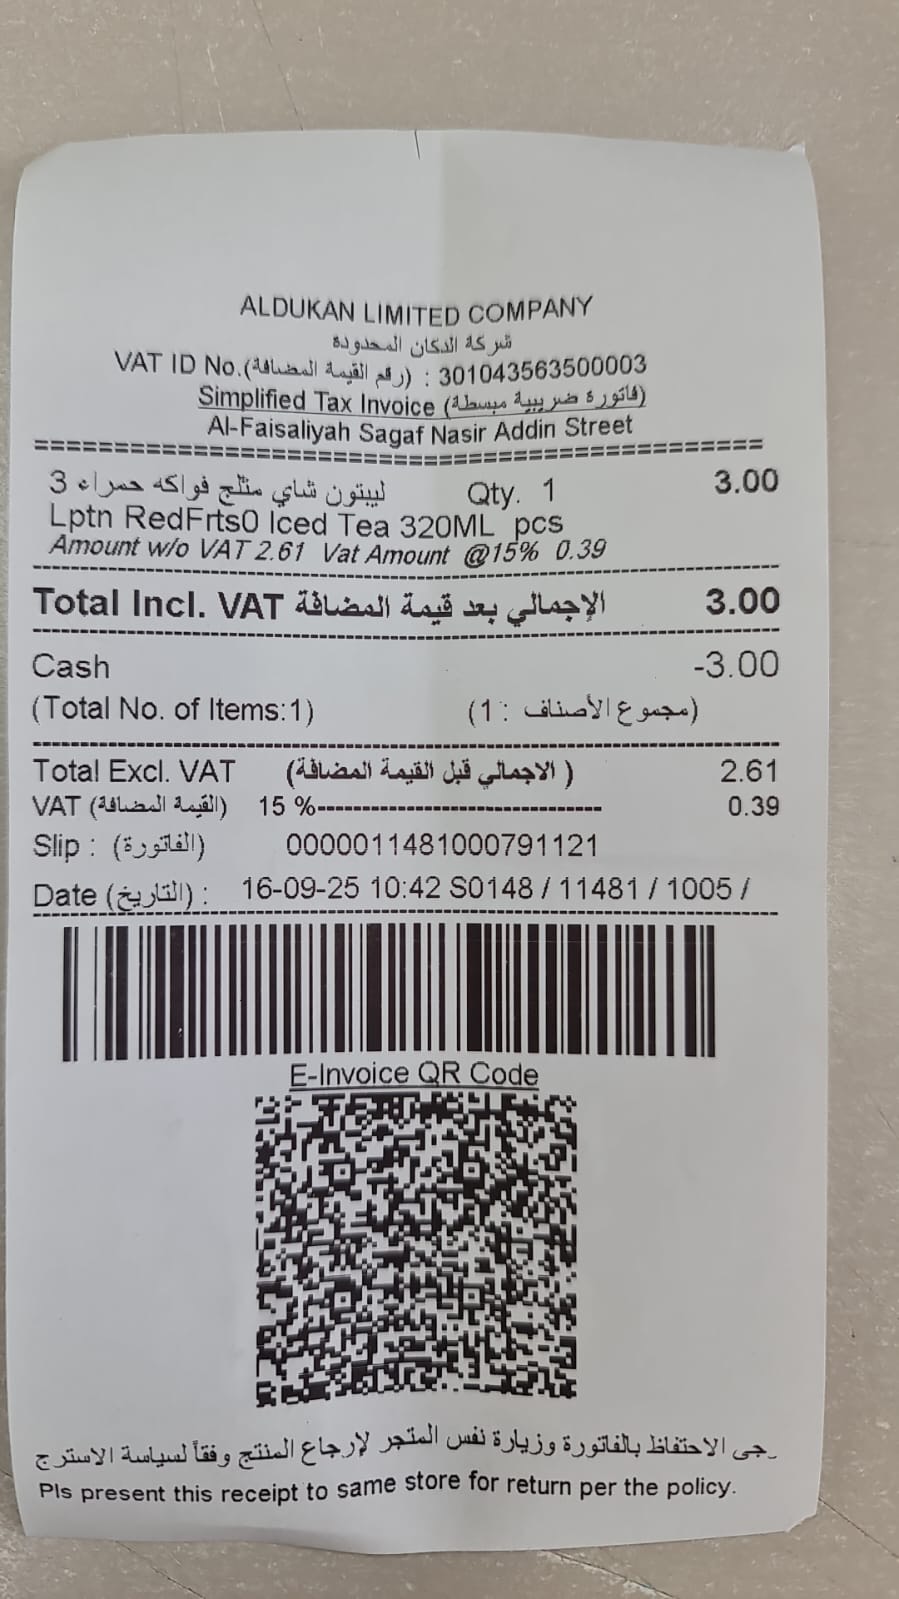 ALDUKAN LIMITED COMPANY
شركة الدكان المحدودة
VAT ID No.(رقم القيمة المضافة) : 301043563500003
Simplified Tax Invoice (فاتورة ضريبية مبسطة)
Al-Faisaliyah Sagaf Nasir Addin Street
ليبتون شاي مثلج فواكه حمراء 3 Qty. 1 3.00
Lptn RedFrts0 Iced Tea 320ML pcs
Amount w/o VAT 2.61 Vat Amount @15% 0.39
Total Incl. VAT الإجمالي بعد قيمة المضافة 3.00
Cash -3.00
(Total No. of Items:1) (مجموع الأصناف : 1)
Total Excl. VAT (الاجمالي قبل القيمة المضافة ) 2.61
VAT (القيمة المضافة) 15 %------------------------------ 0.39
Slip : (الفاتورة) 0000011481000791121
Date (التاريخ) : 16-09-25 10:42 S0148 / 11481 / 1005 /
E-Invoice QR Code
رجى الاحتفاظ بالفاتورة وزيارة نفس المتجر لإرجاع المنتج وفقاً لسياسة الاسترج
Pls present this receipt to same store for return per the policy.